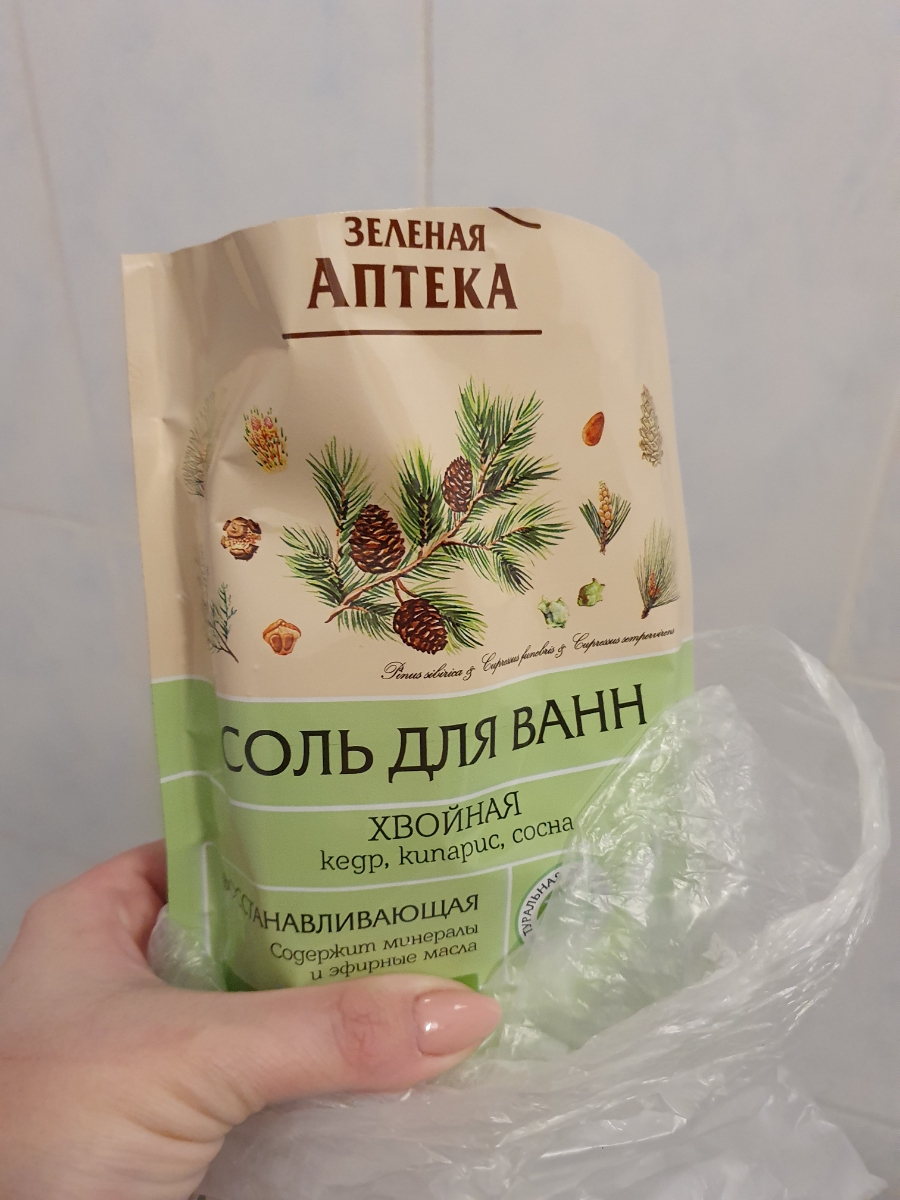 ЗЕЛЕНАЯ
АПТЕКА
Pinus sibirica & Cupressus funebris & Cupressus sempervirens
СОЛЬ ДЛЯ ВАНН
ХВОЙНАЯ
кедр, кипарис, сосна
ВОССТАНАВЛИВАЮЩАЯ
Содержит минералы
и эфирные масла